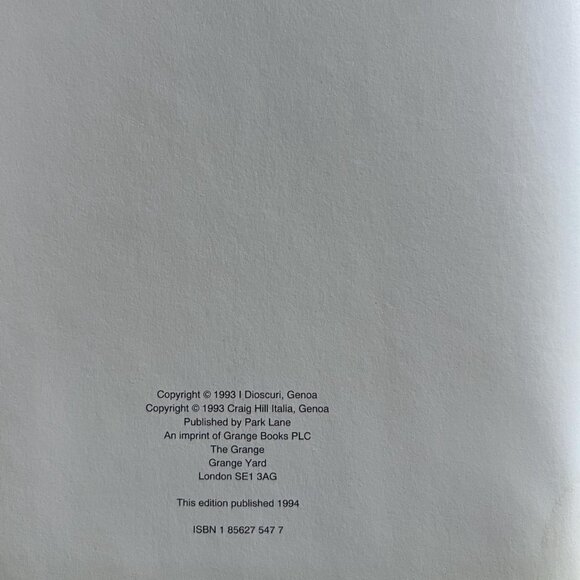 Copyright © 1993 I Dioscuri, Genoa
Copyright © 1993 Craig Hill Italia, Genoa
Published by Park Lane
An imprint of Grange Books PLC
The Grange
Grange Yard
London SE1 3AG
This edition published 1994
ISBN 1 85627 547 7